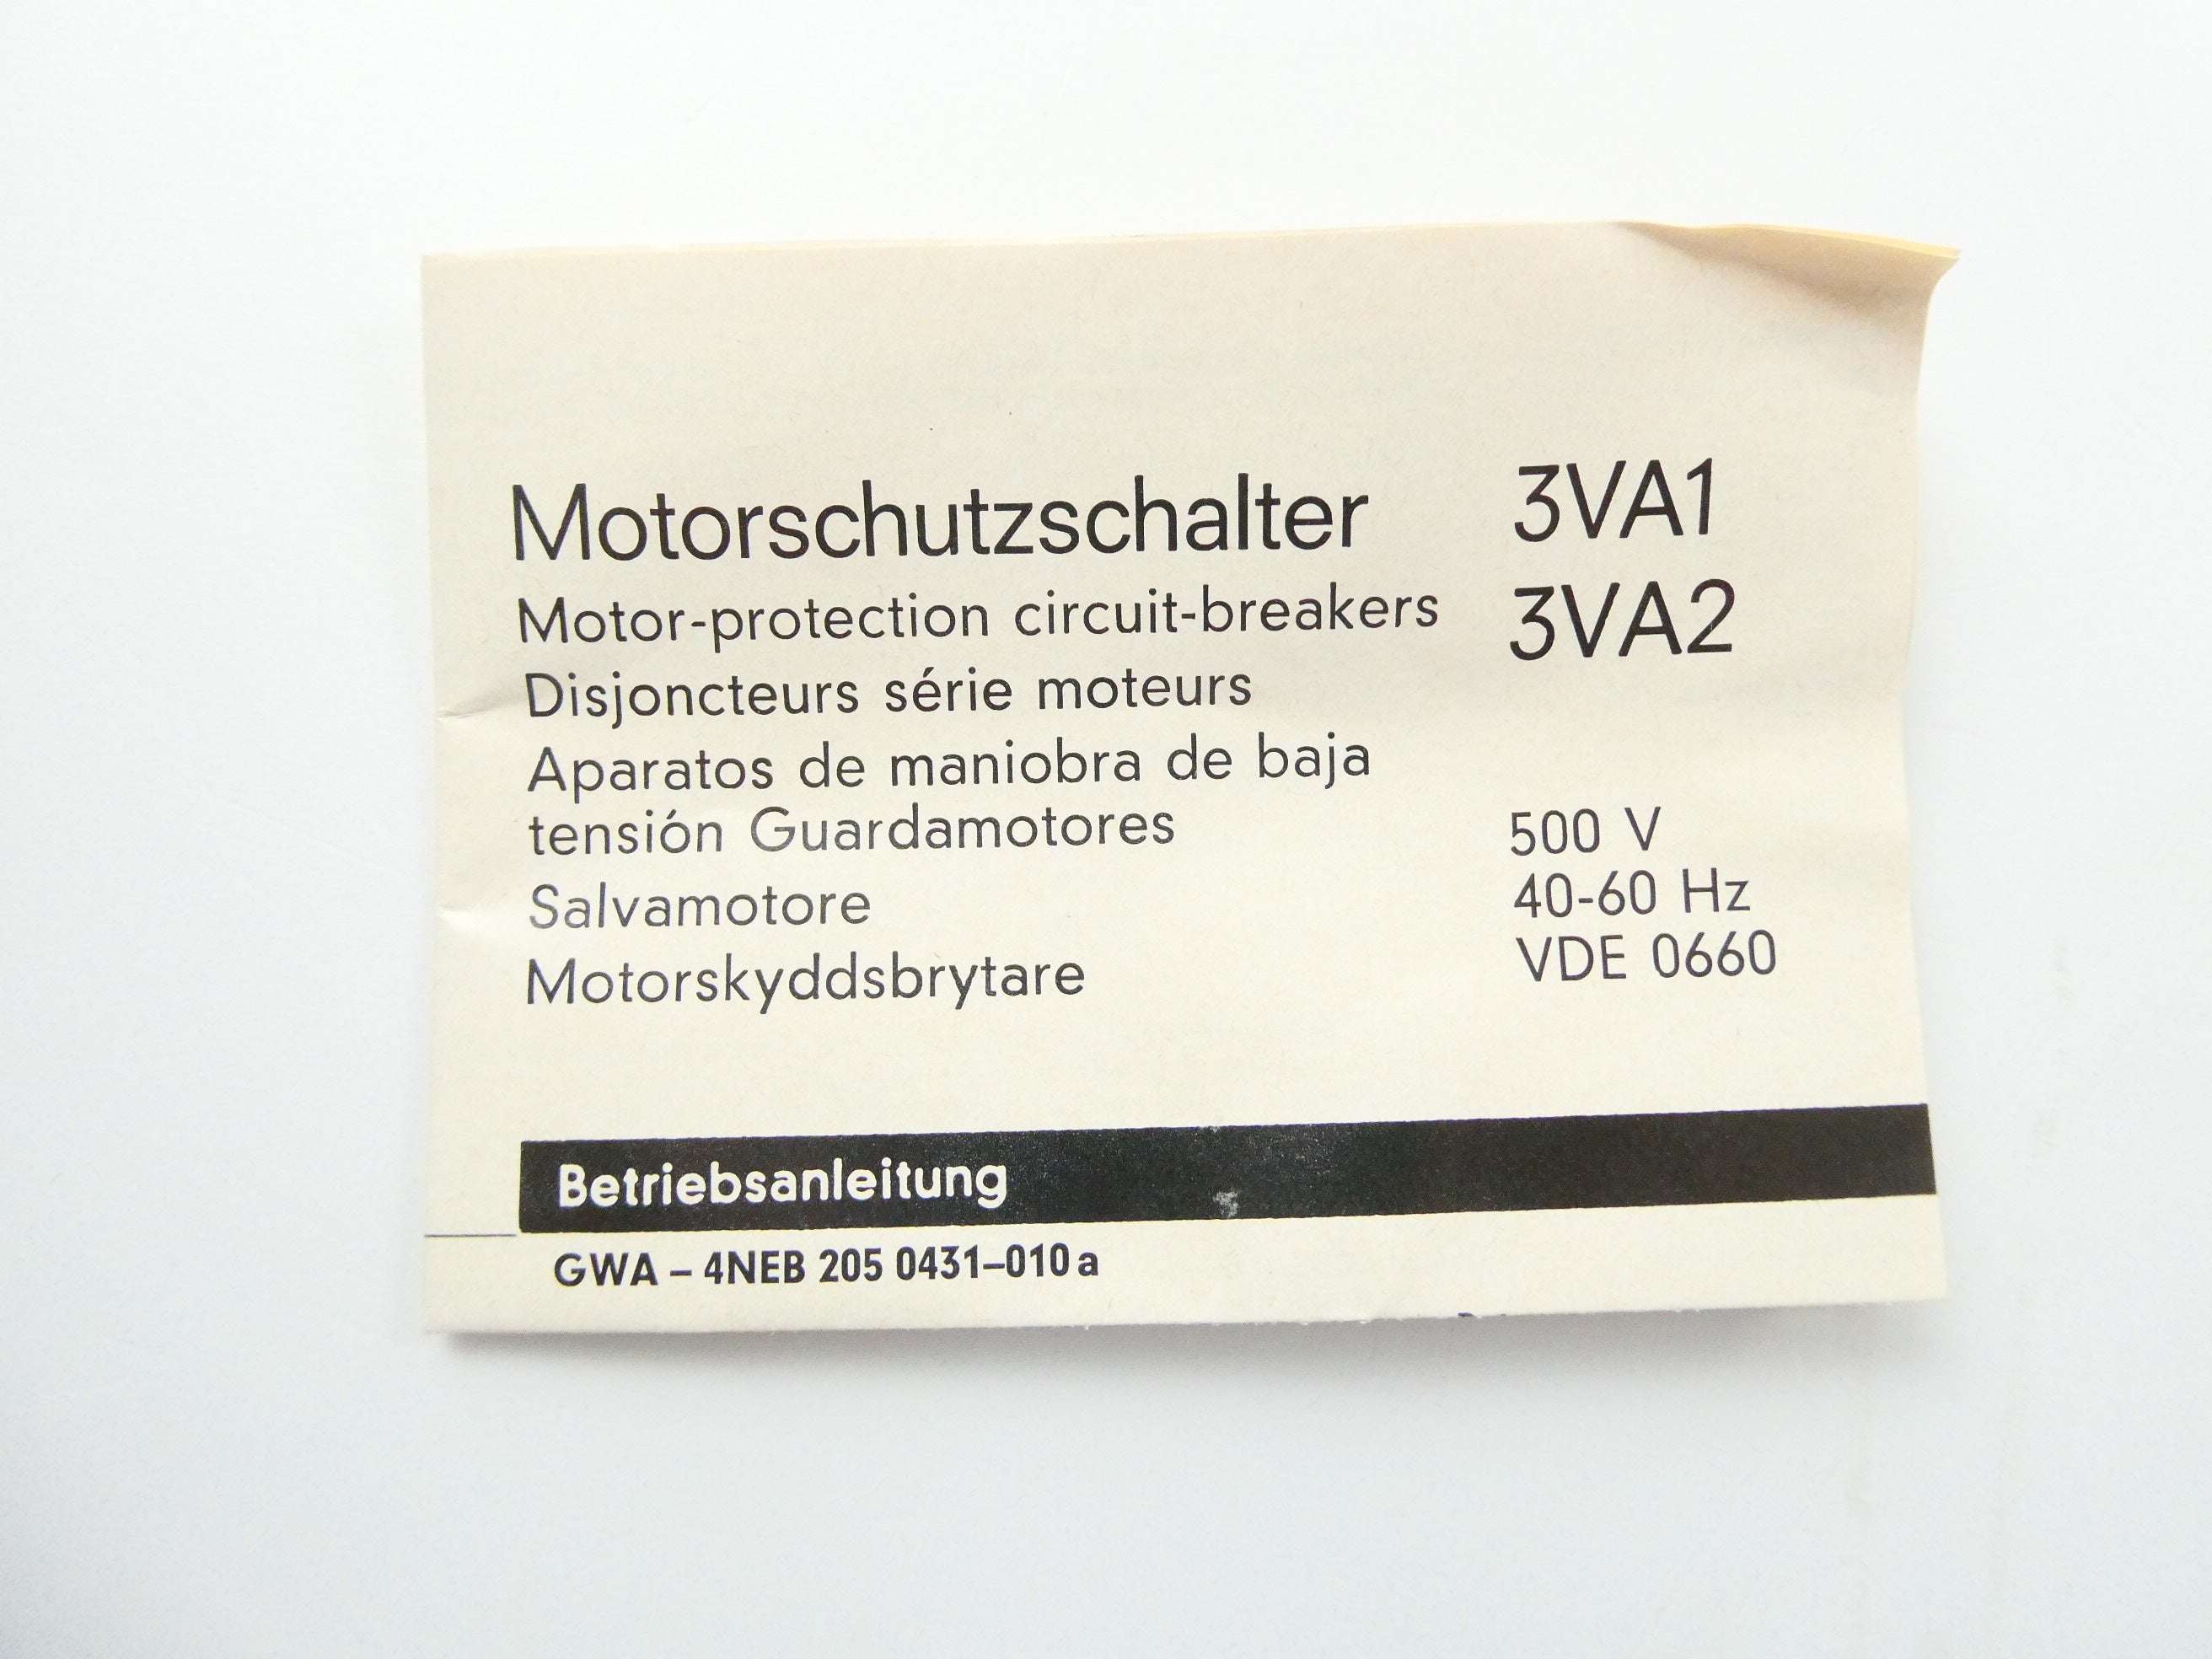 Motorschutzschalter
Motor-protection circuit-breakers
Disjoncteurs série moteurs
Aparatos de maniobra de baja
tensión Guardamotores
Salvamotore
Motorskyddsbrytare
3VA1
3VA2
500 V
40-60 Hz
VDE 0660
Betriebsanleitung
GWA – 4NEB 205 0431–010 a